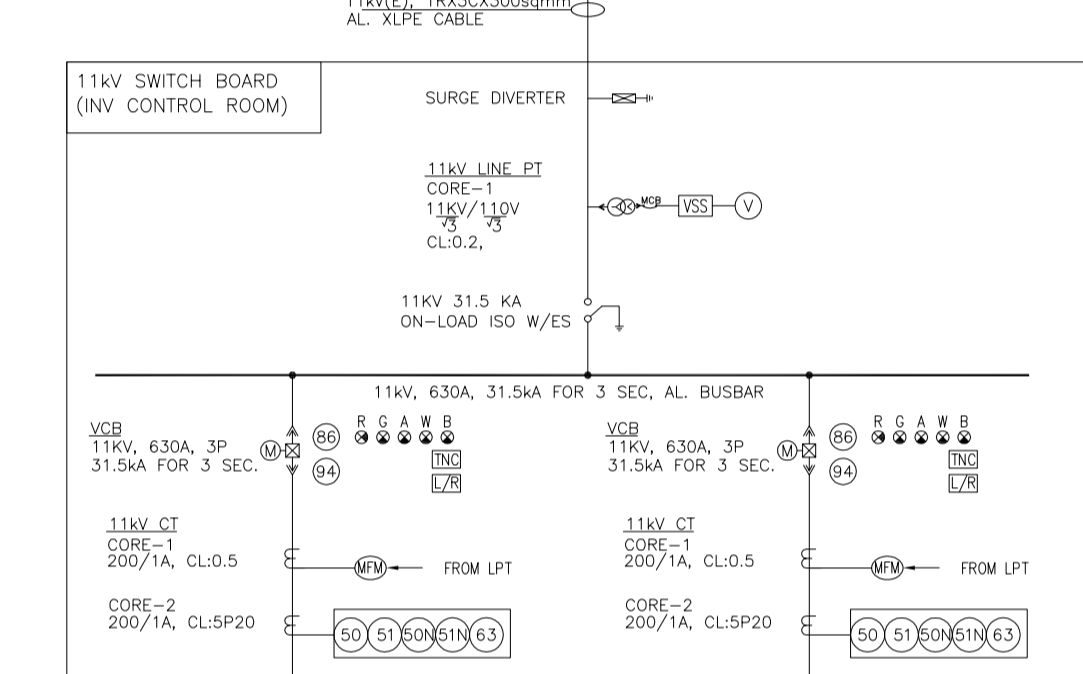 11kV(E), 1RX3CX300sqmm
AL. XLPE CABLE
11kV SWITCH BOARD
(INV CONTROL ROOM)
SURGE DIVERTER
11kV LINE PT
CORE-1
11KV/110V
√3 √3
CL:0.2,
MCB
VSS
V
11KV 31.5 KA
ON-LOAD ISO W/ES
11kV, 630A, 31.5kA FOR 3 SEC, AL. BUSBAR
VCB
11KV, 630A, 3P
31.5kA FOR 3 SEC.
M
86
94
R G A W B
TNC
L/R
11kV CT
CORE-1
200/1A, CL:0.5
MFM
FROM LPT
CORE-2
200/1A, CL:5P20
50 51 50N 51N 63
VCB
11KV, 630A, 3P
31.5kA FOR 3 SEC.
M
86
94
R G A W B
TNC
L/R
11kV CT
CORE-1
200/1A, CL:0.5
MFM
FROM LPT
CORE-2
200/1A, CL:5P20
50 51 50N 51N 63